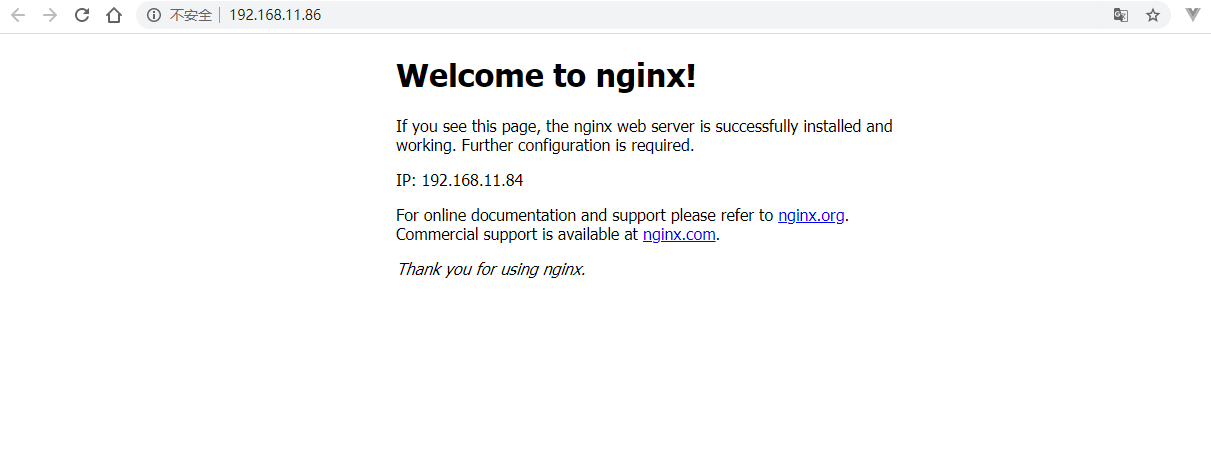 不安全 192.168.11.86
Welcome to nginx!
If you see this page, the nginx web server is successfully installed and
working. Further configuration is required.
IP: 192.168.11.84
For online documentation and support please refer to nginx.org.
Commercial support is available at nginx.com.
Thank you for using nginx.